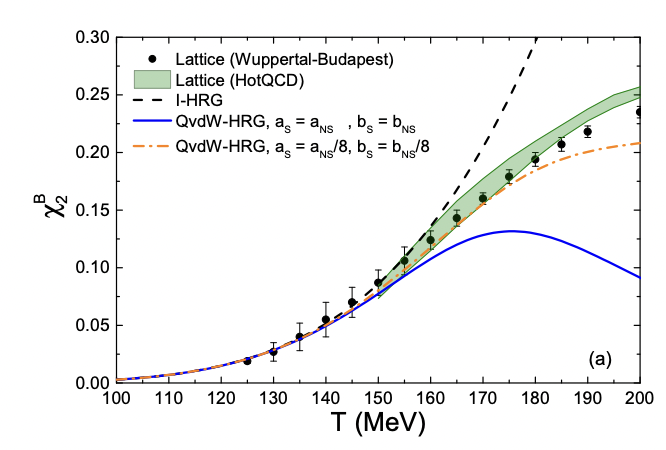 0.30
0.25
0.20
0.15
0.10
0.05
0.00
χ₂ᴮ
Lattice (Wuppertal-Budapest)
Lattice (HotQCD)
I-HRG
QvdW-HRG, aₛ = aₙₛ , bₛ = bₙₛ
QvdW-HRG, aₛ = aₙₛ/8, bₛ = bₙₛ/8
(a)
100 110 120 130 140 150 160 170 180 190 200
T (MeV)